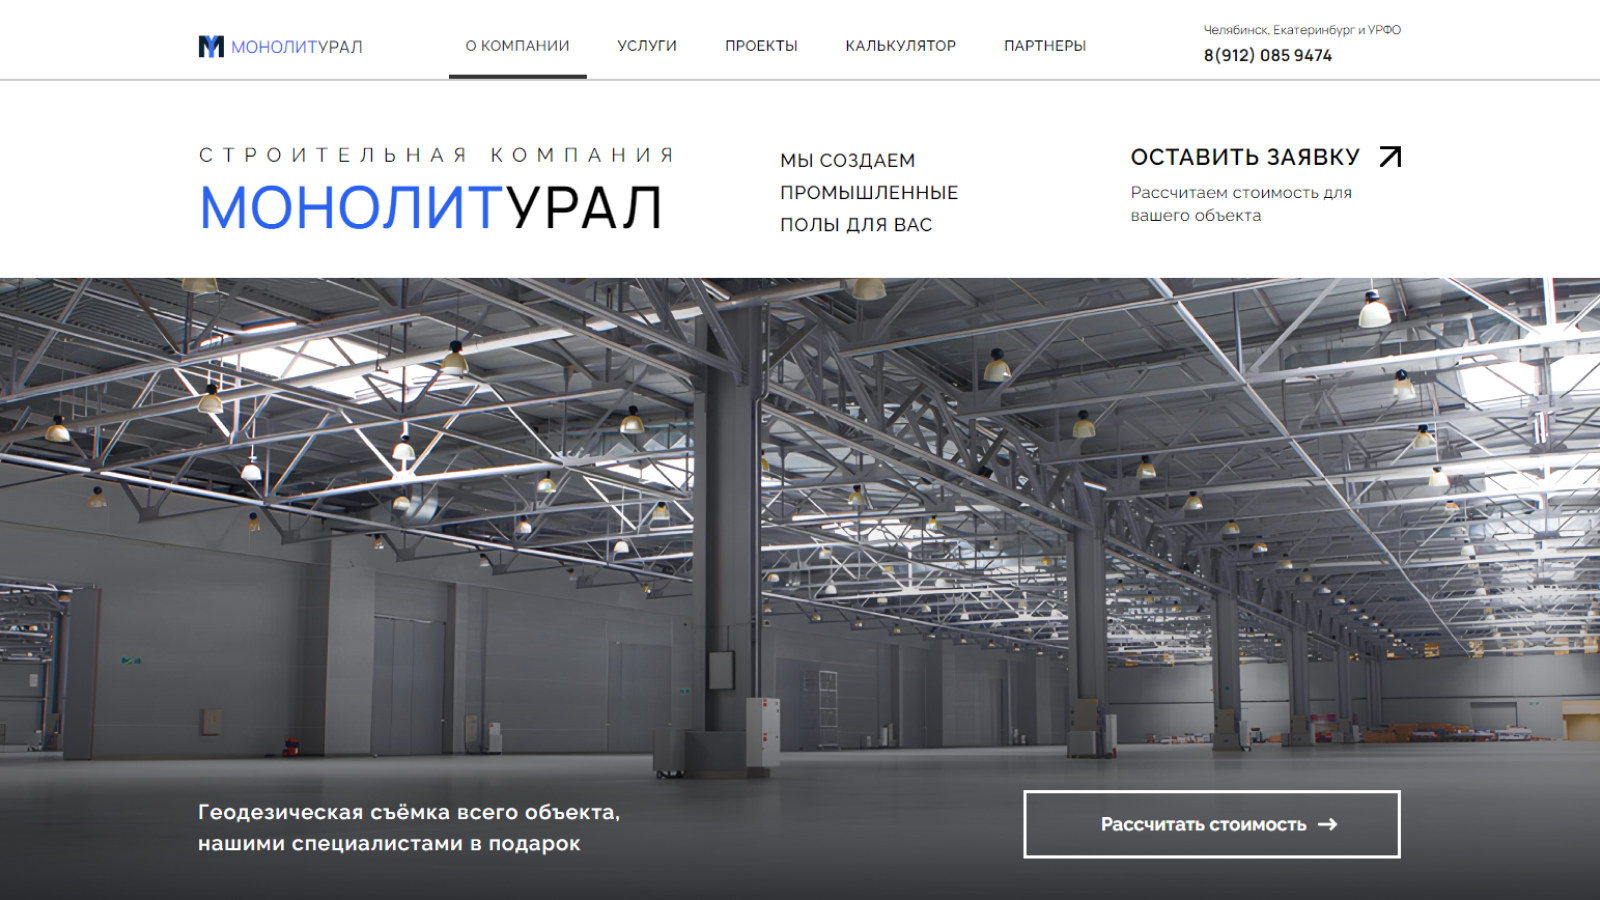 МОНОЛИТУРАЛ
О КОМПАНИИ
УСЛУГИ
ПРОЕКТЫ
КАЛЬКУЛЯТОР
ПАРТНЕРЫ
Челябинск, Екатеринбург и УРФО
8(912) 085 9474
СТРОИТЕЛЬНАЯ КОМПАНИЯ
МОНОЛИТУРАЛ
МЫ СОЗДАЕМ
ПРОМЫШЛЕННЫЕ
ПОЛЫ ДЛЯ ВАС
ОСТАВИТЬ ЗАЯВКУ
Рассчитаем стоимость для
вашего объекта
Геодезическая съёмка всего объекта,
нашими специалистами в подарок
Рассчитать стоимость →